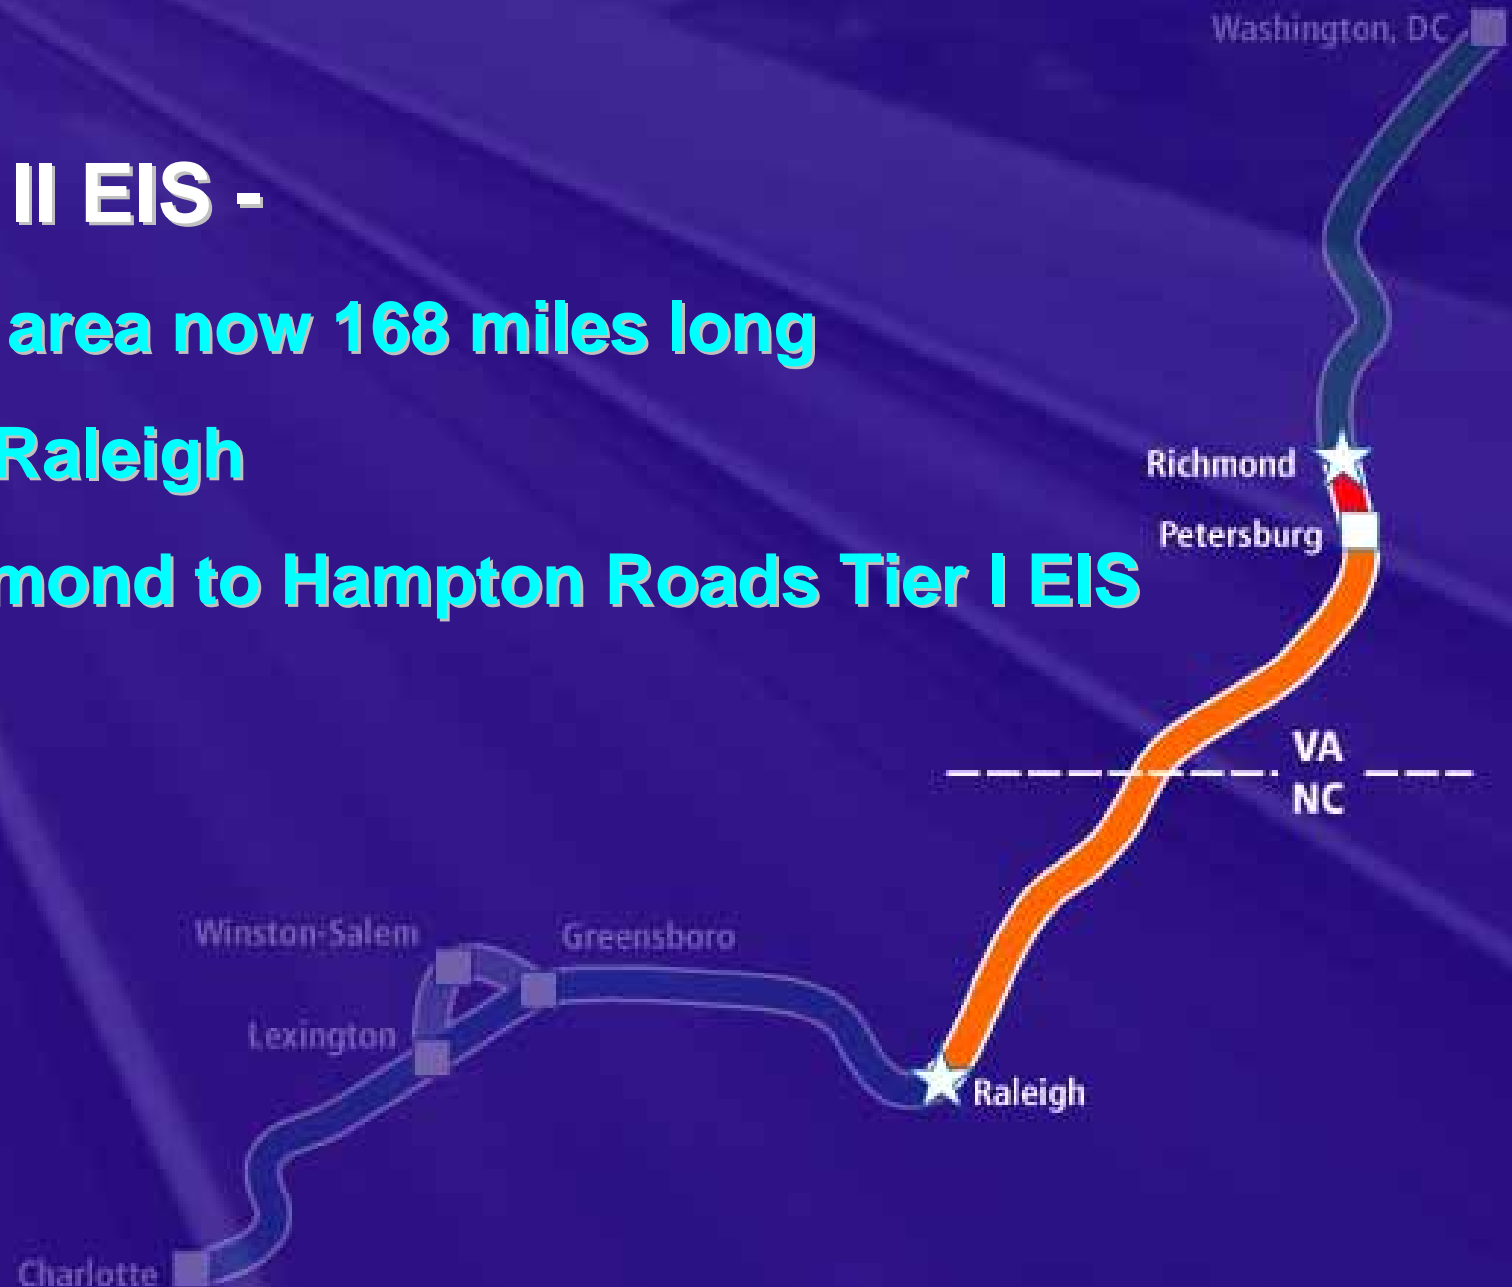 Washington, DC
II EIS -
area now 168 miles long
Raleigh
Richmond
Petersburg
mond to Hampton Roads Tier I EIS
VA
NC
Winston-Salem
Greensboro
Lexington
Raleigh
Charlotte